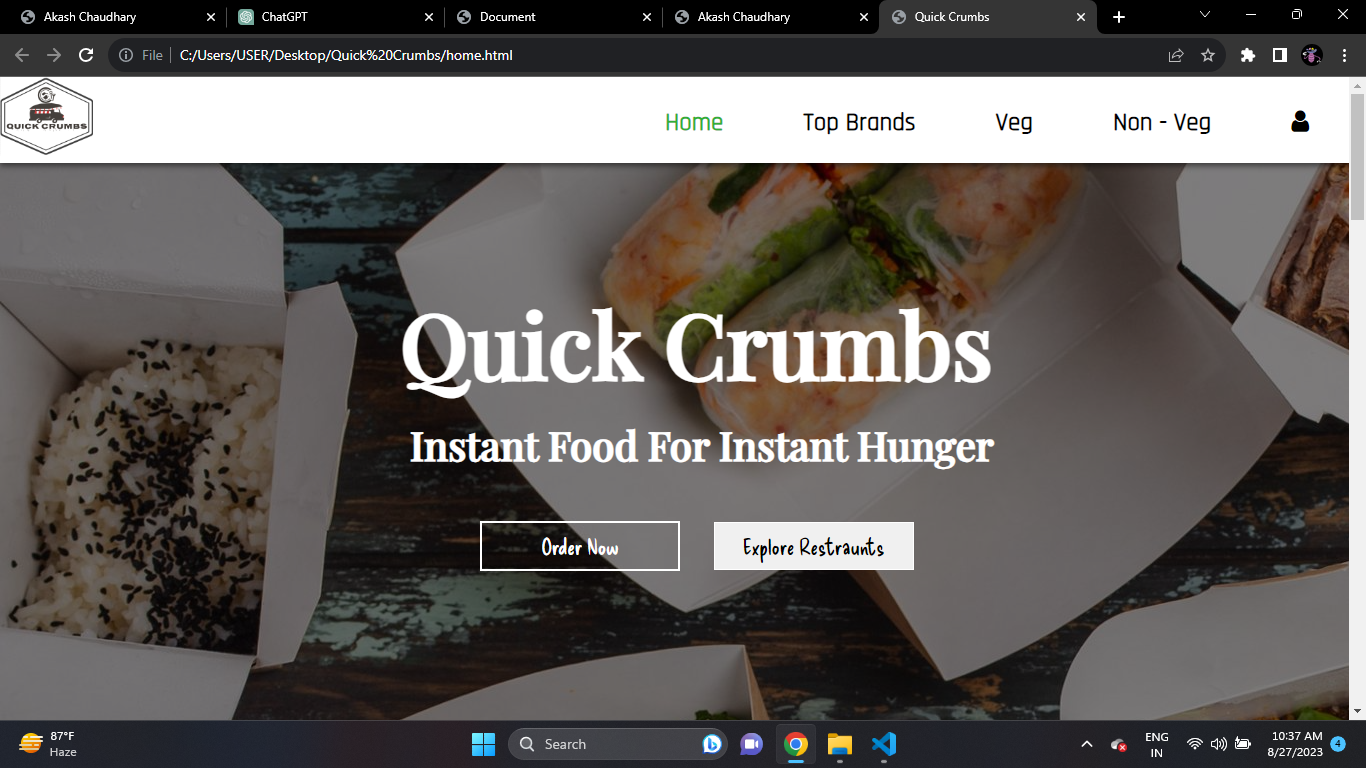 Akash Chaudhary
ChatGPT
Document
Akash Chaudhary
Quick Crumbs
File
C:/Users/USER/Desktop/Quick%20Crumbs/home.html
QUICK CRUMBS
Home
Top Brands
Veg
Non - Veg
Quick Crumbs
Instant Food For Instant Hunger
Order Now
Explore Restraunts
87°F
Haze
Search
ENG
IN
10:37 AM
8/27/2023
4